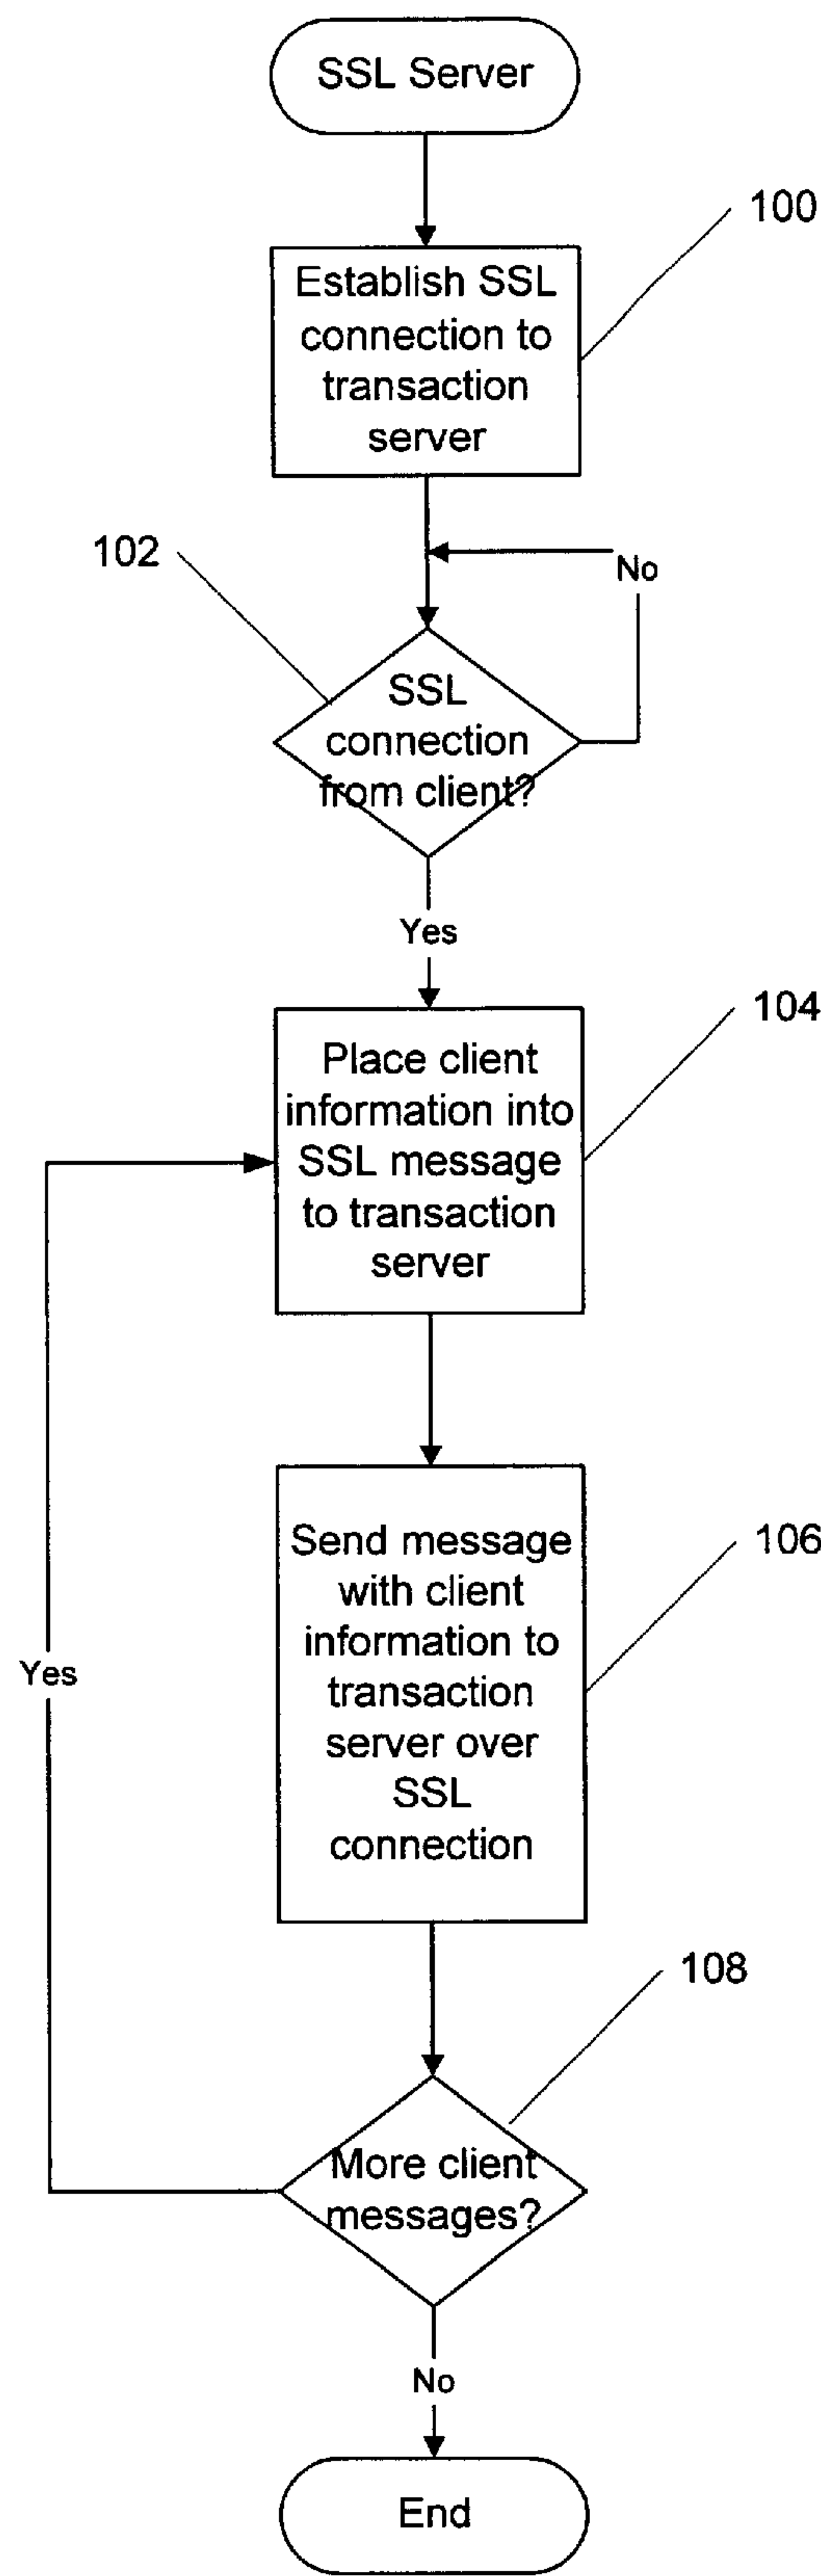 SSL Server
100
Establish SSL
connection to
transaction
server
102
No
SSL
connection
from client?
Yes
104
Place client
information into
SSL message
to transaction
server
106
Send message
with client
information to
transaction
server over
SSL
connection
Yes
108
More client
messages?
No
End